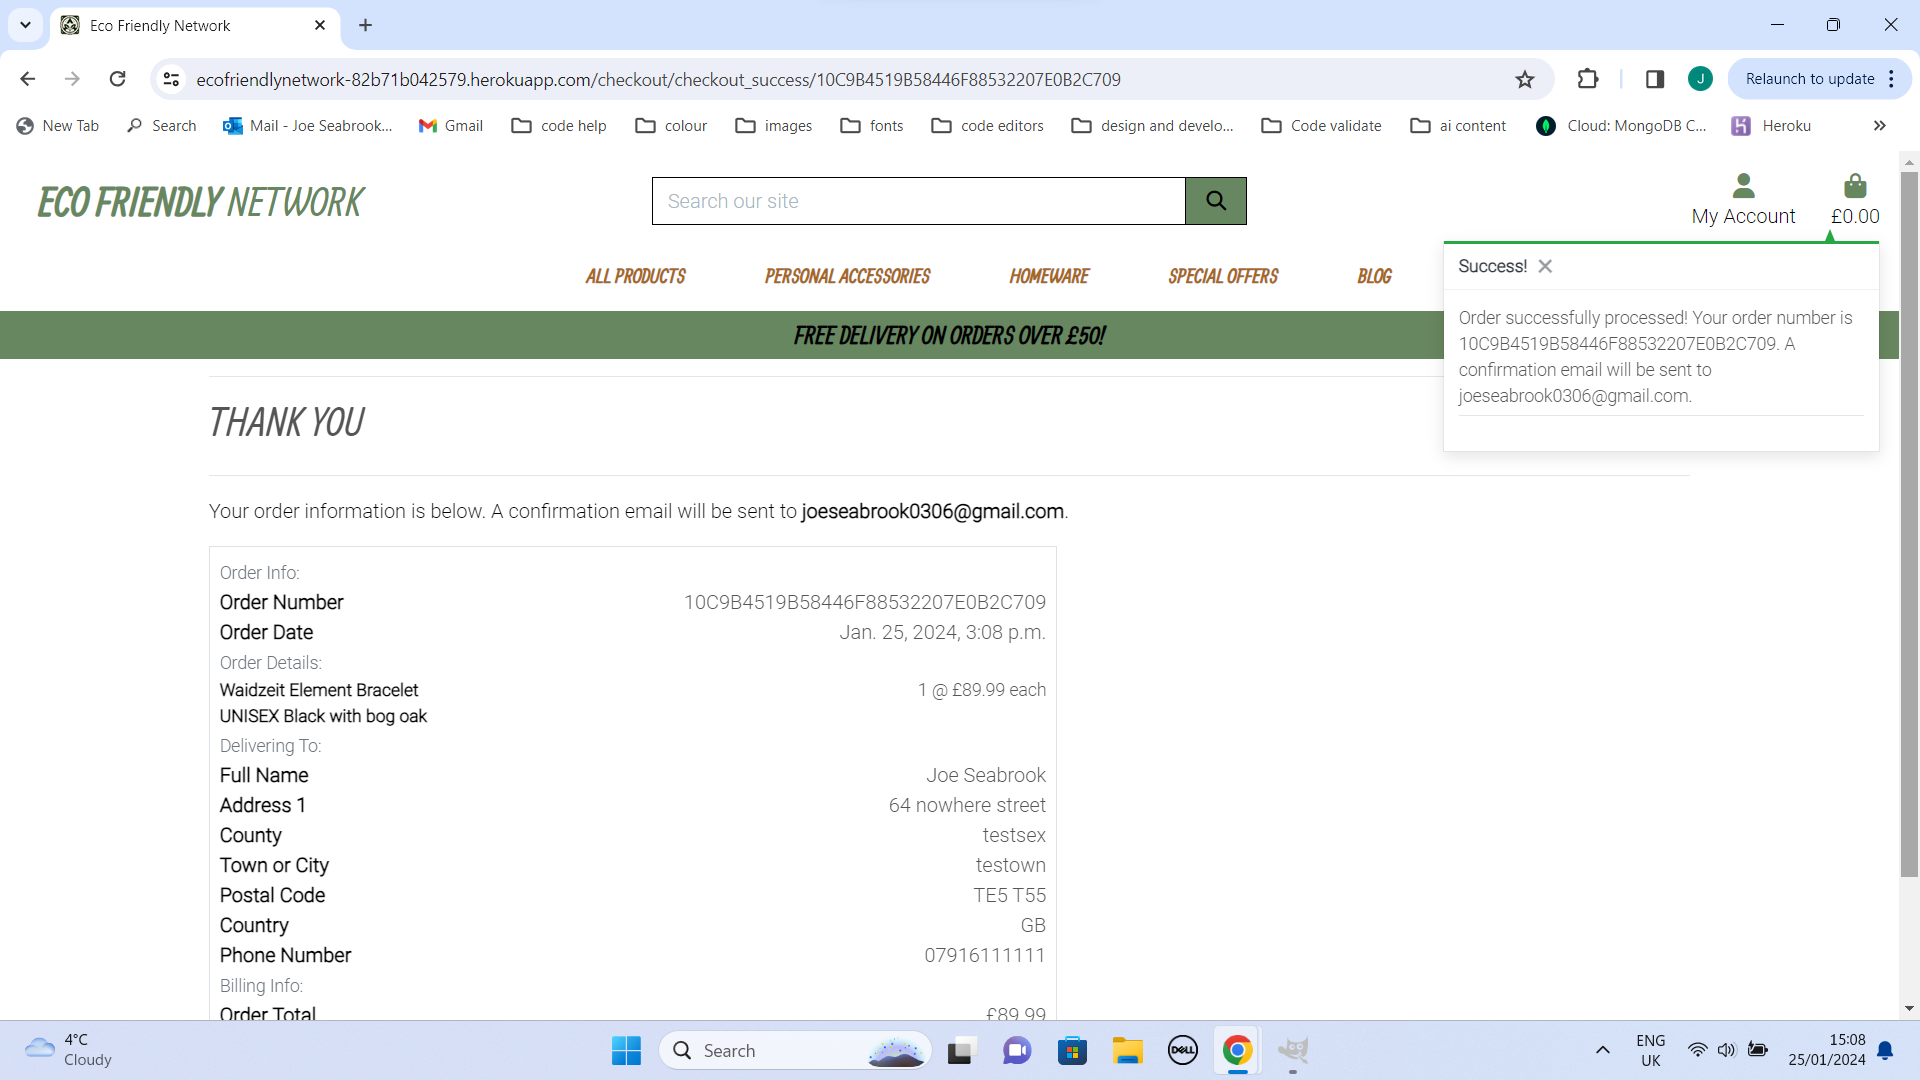 Eco Friendly Network
ecofriendlynetwork-82b71b042579.herokuapp.com/checkout/checkout_success/10C9B4519B58446F88532207E0B2C709
J
Relaunch to update
New Tab
Search
Mail - Joe Seabrook...
Gmail
code help
colour
images
fonts
code editors
design and develo...
Code validate
ai content
Cloud: MongoDB C...
Heroku
ECO FRIENDLY NETWORK
Search our site
My Account
£0.00
ALL PRODUCTS
PERSONAL ACCESSORIES
HOMEWARE
SPECIAL OFFERS
BLOG
Success!
Order successfully processed! Your order number is
10C9B4519B58446F88532207E0B2C709. A
confirmation email will be sent to
joeseabrook0306@gmail.com.
FREE DELIVERY ON ORDERS OVER £50!
THANK YOU
Your order information is below. A confirmation email will be sent to joeseabrook0306@gmail.com.
Order Info:
Order Number 10C9B4519B58446F88532207E0B2C709
Order Date Jan. 25, 2024, 3:08 p.m.
Order Details:
Waidzeit Element Bracelet 1 @ £89.99 each
UNISEX Black with bog oak
Delivering To:
Full Name Joe Seabrook
Address 1 64 nowhere street
County testsex
Town or City testown
Postal Code TE5 T55
Country GB
Phone Number 07916111111
Billing Info:
Order Total £89.99
4°C
Cloudy
Search
DELL
ENG
UK
15:08
25/01/2024